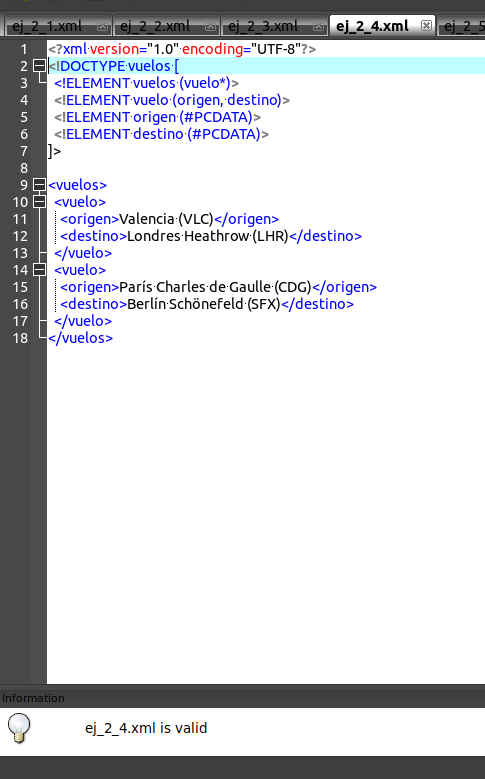 ej_2_1.xml ej_2_2.xml ej_2_3.xml ej_2_4.xml ej_2_5
1 <?xml version="1.0" encoding="UTF-8"?>
2 <!DOCTYPE vuelos [
3 <!ELEMENT vuelos (vuelo*)>
4 <!ELEMENT vuelo (origen, destino)>
5 <!ELEMENT origen (#PCDATA)>
6 <!ELEMENT destino (#PCDATA)>
7 ]>
8
9 <vuelos>
10 <vuelo>
11 <origen>Valencia (VLC)</origen>
12 <destino>Londres Heathrow (LHR)</destino>
13 </vuelo>
14 <vuelo>
15 <origen>París Charles de Gaulle (CDG)</origen>
16 <destino>Berlín Schönefeld (SFX)</destino>
17 </vuelo>
18 </vuelos>
Information
ej_2_4.xml is valid